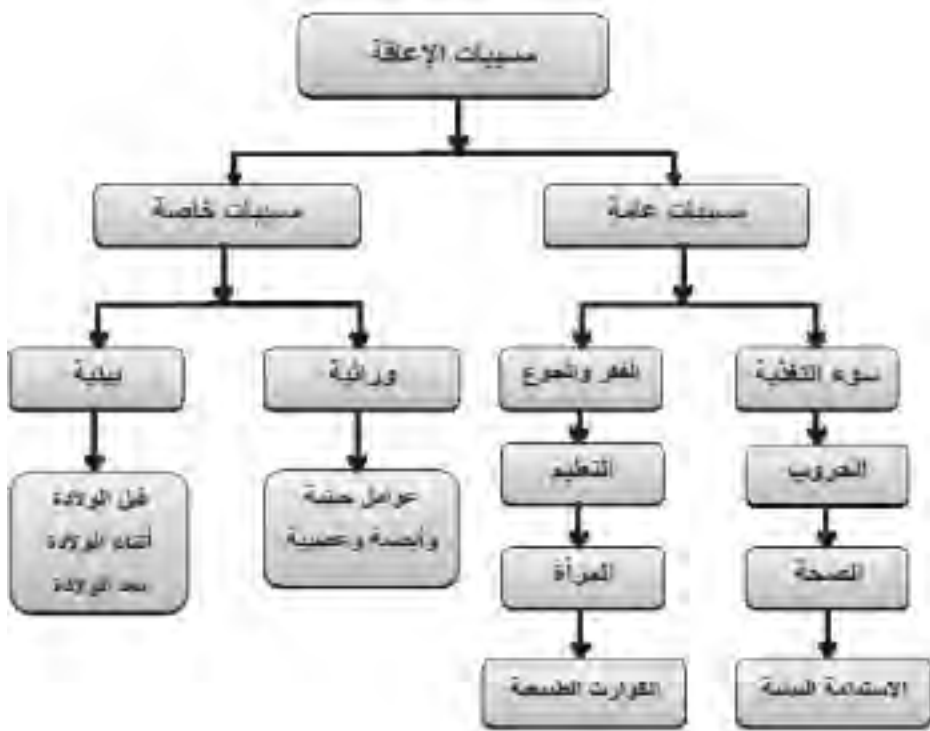 مسببات الإعاقة
مسببات عامة
مسببات خاصة
سوء التغذية
الفقر والجوع
وراثية
بيئية
الحروب
التعليم
عوامل جينية
وأيضية وعصبية
قبل الولادة
أثناء الولادة
بعد الولادة
الصحة
المرأة
الاستدامة البيئية
الكوارث الطبيعية